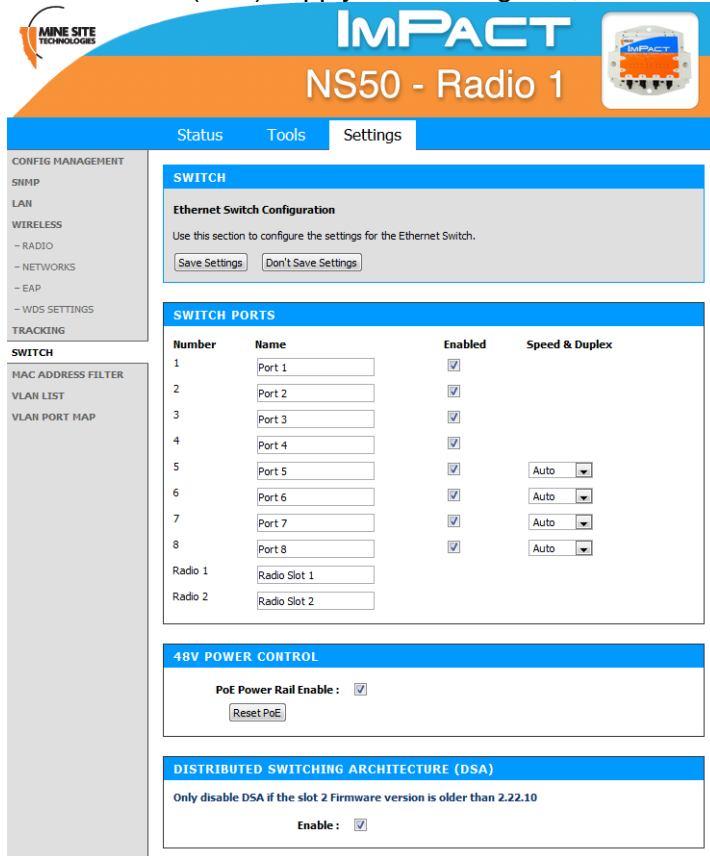 MINE SITE
TECHNOLOGIES
IMPACT
IMPACT
NS50 - Radio 1
Status Tools Settings
CONFIG MANAGEMENT
SNMP
LAN
WIRELESS
– RADIO
– NETWORKS
– EAP
– WDS SETTINGS
TRACKING
SWITCH
MAC ADDRESS FILTER
VLAN LIST
VLAN PORT MAP
SWITCH
Ethernet Switch Configuration
Use this section to configure the settings for the Ethernet Switch.
Save Settings Don't Save Settings
SWITCH PORTS
Number Name Enabled Speed & Duplex
1 Port 1
2 Port 2
3 Port 3
4 Port 4
5 Port 5 Auto
6 Port 6 Auto
7 Port 7 Auto
8 Port 8 Auto
Radio 1 Radio Slot 1
Radio 2 Radio Slot 2
48V POWER CONTROL
PoE Power Rail Enable :
Reset PoE
DISTRIBUTED SWITCHING ARCHITECTURE (DSA)
Only disable DSA if the slot 2 Firmware version is older than 2.22.10
Enable :